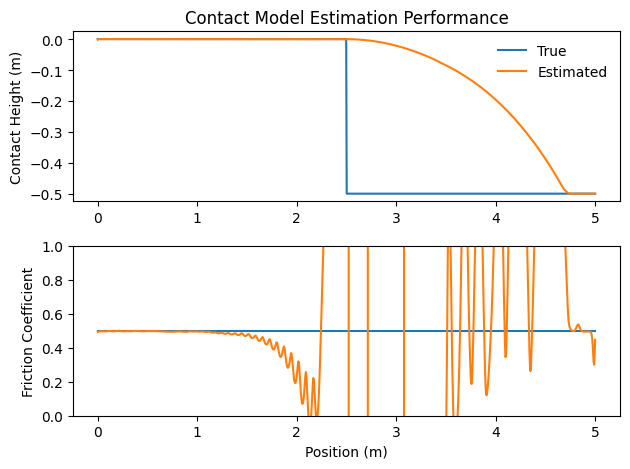 Contact Model Estimation Performance
Contact Height (m)
0.0
−0.1
−0.2
−0.3
−0.4
−0.5
True
Estimated
0 1 2 3 4 5
Friction Coefficient
1.0
0.8
0.6
0.4
0.2
0.0
0 1 2 3 4 5
Position (m)